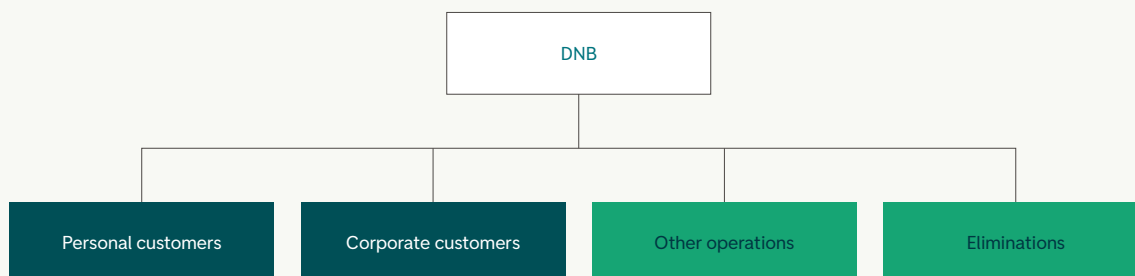 DNB
Personal customers
Corporate customers
Other operations
Eliminations